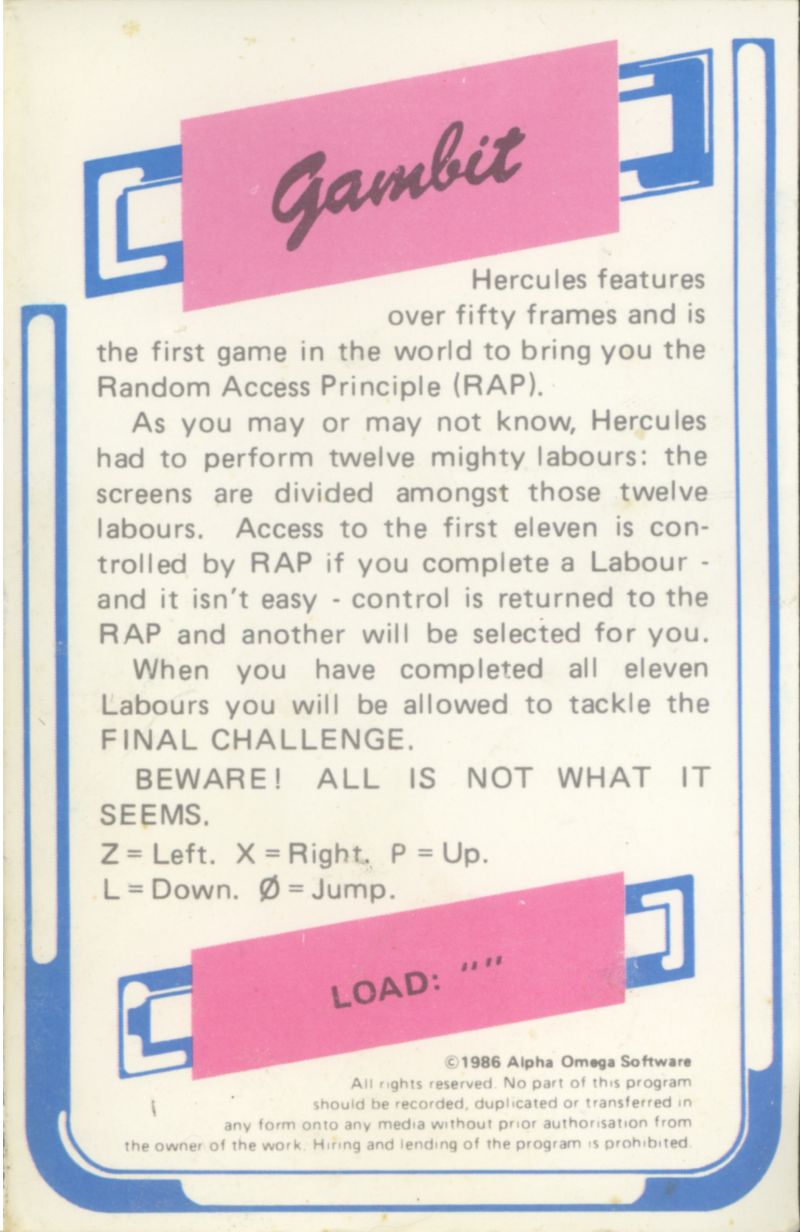 Gambit
Hercules features
over fifty frames and is
the first game in the world to bring you the
Random Access Principle (RAP).
As you may or may not know, Hercules
had to perform twelve mighty labours: the
screens are divided amongst those twelve
labours. Access to the first eleven is con-
trolled by RAP if you complete a Labour -
and it isn't easy - control is returned to the
RAP and another will be selected for you.
When you have completed all eleven
Labours you will be allowed to tackle the
FINAL CHALLENGE.
BEWARE! ALL IS NOT WHAT IT
SEEMS.
Z = Left. X = Right. P = Up.
L = Down. Ø = Jump.
LOAD: “”
©1986 Alpha Omega Software
All rights reserved. No part of this program
should be recorded, duplicated or transferred in
any form onto any media without prior authorisation from
the owner of the work. Hiring and lending of the program is prohibited.